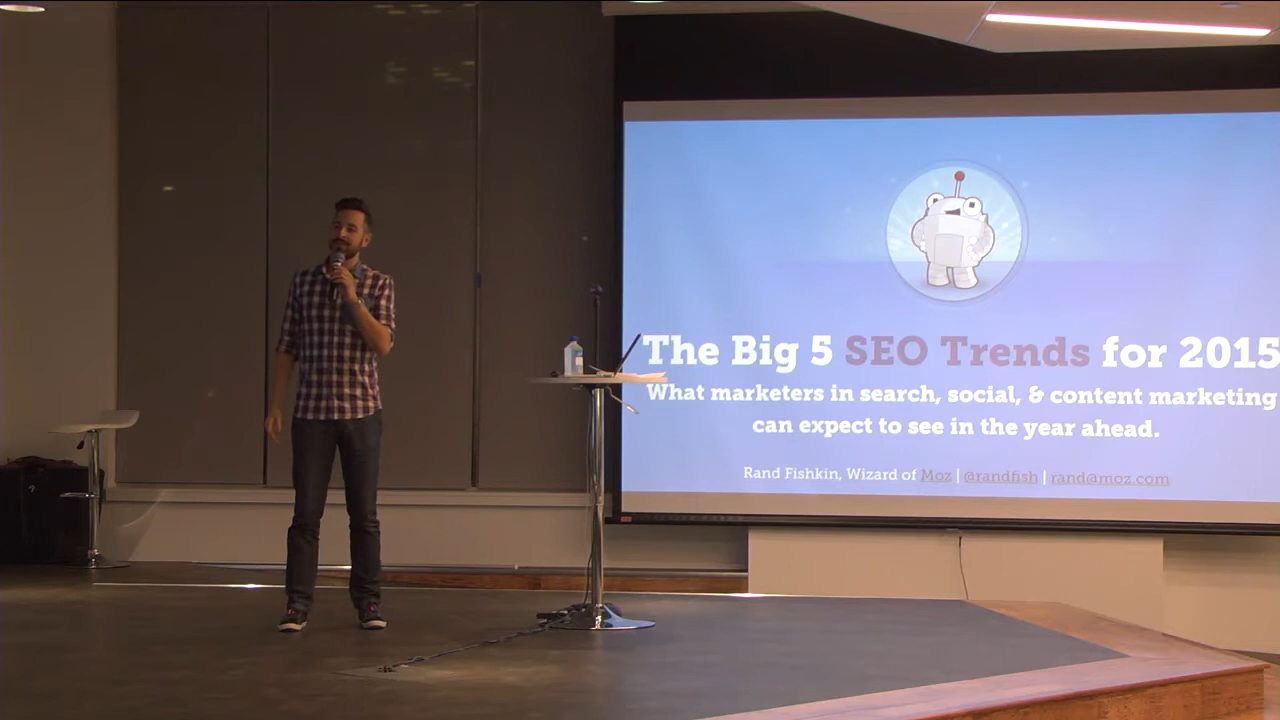 The Big 5 SEO Trends for 2015
What marketers in search, social, & content marketing
can expect to see in the year ahead.
Rand Fishkin, Wizard of Moz | @randfish | rand@moz.com